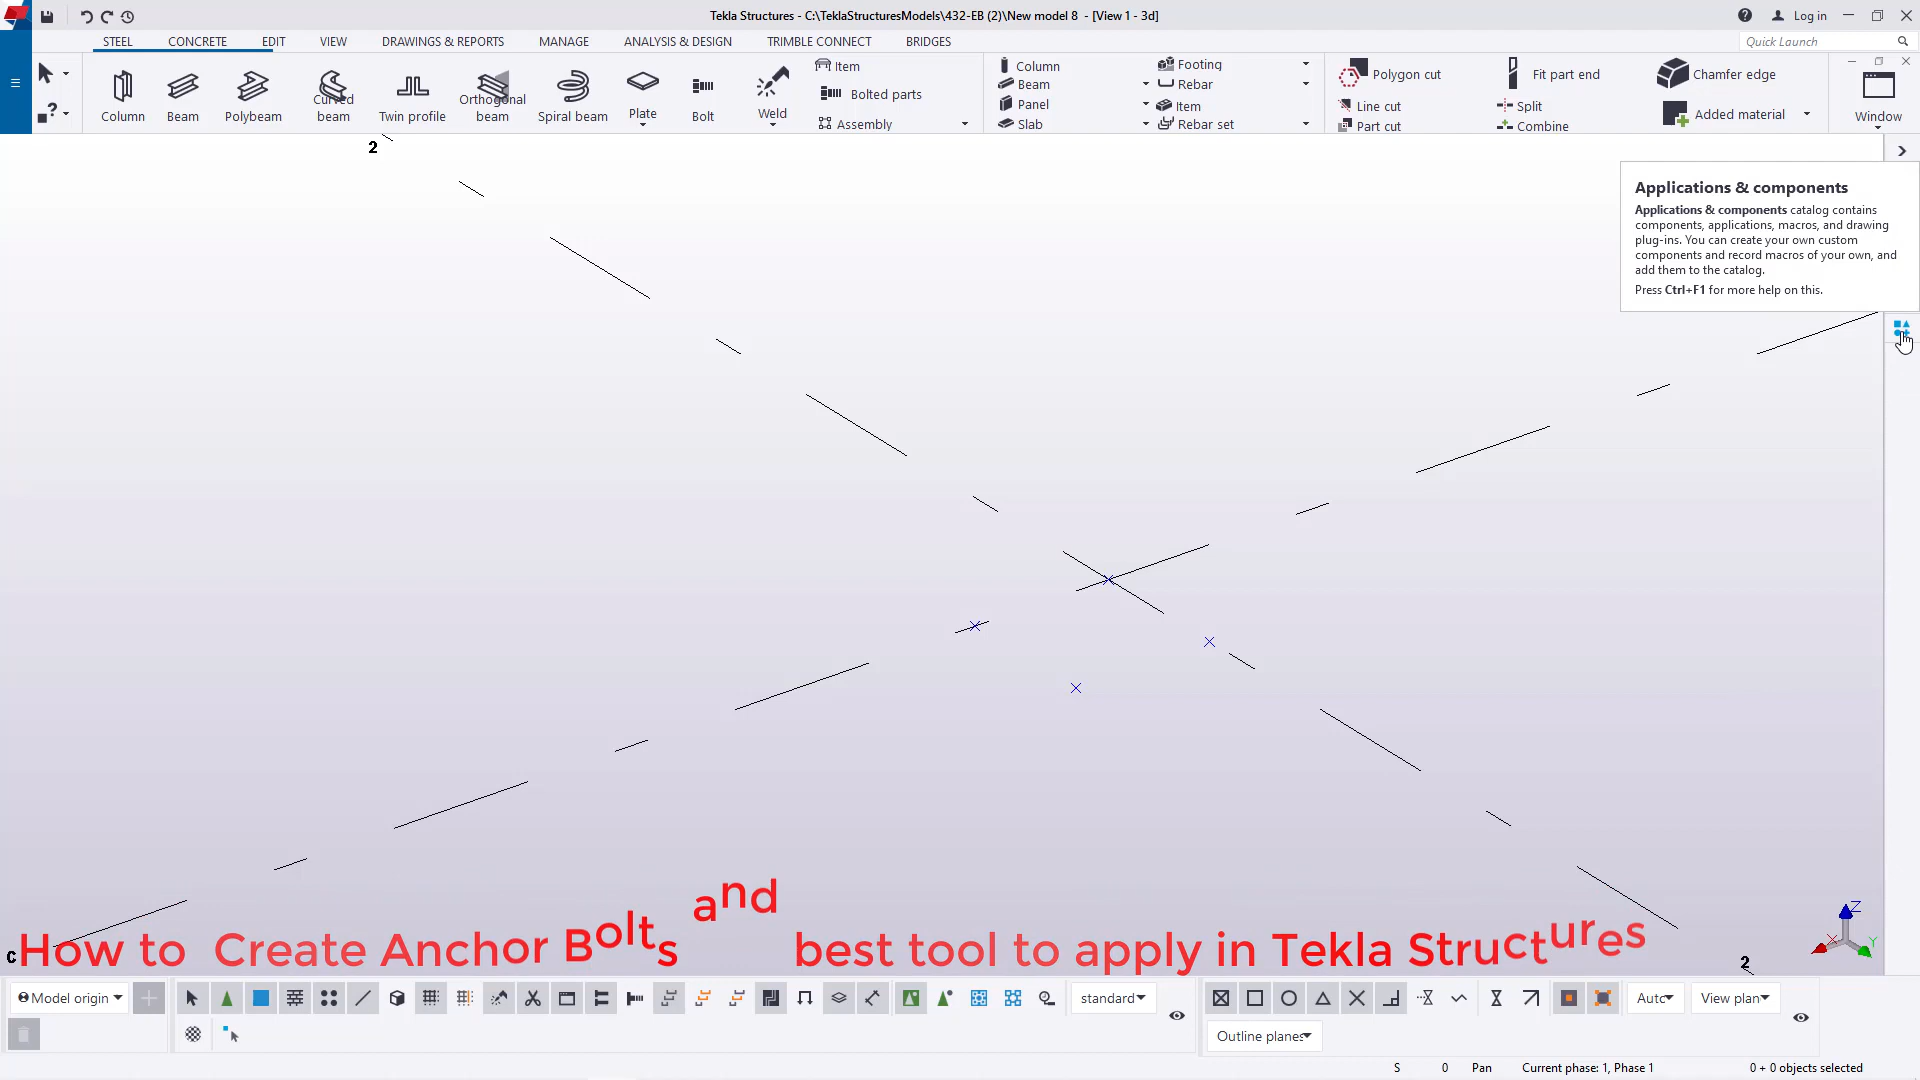 Tekla Structures - C:\TeklaStructuresModels\432-EB (2)\New model 8 - [View 1 - 3d]
Log in
STEEL CONCRETE EDIT VIEW DRAWINGS & REPORTS MANAGE ANALYSIS & DESIGN TRIMBLE CONNECT BRIDGES
Quick Launch
Column
Beam
Polybeam
Curved beam
Twin profile
Orthogonal beam
Spiral beam
Plate
Bolt
Weld
Item
Bolted parts
Assembly
Column
Beam
Panel
Slab
Footing
Rebar
Item
Rebar set
Polygon cut
Line cut
Part cut
Fit part end
Split
Combine
Chamfer edge
Added material
Window
2
Applications & components
Applications & components catalog contains
components, applications, macros, and drawing
plug-ins. You can create your own custom
components and record macros of your own, and
add them to the catalog.
Press Ctrl+F1 for more help on this.
Z
X
Y
C
2
How to Create Anchor Bolts and best tool to apply in Tekla Structures
Model origin
standard
Auto
View plan
Outline planes
S 0 Pan Current phase: 1, Phase 1 0 + 0 objects selected